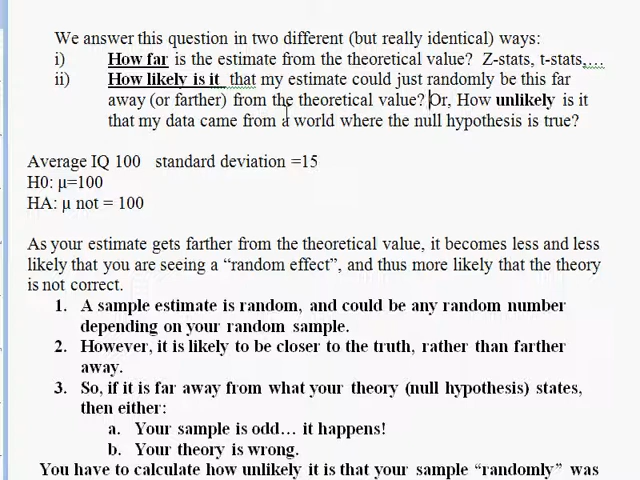 We answer this question in two different (but really identical) ways:
i) How far is the estimate from the theoretical value? Z-stats, t-stats,…
ii) How likely is it that my estimate could just randomly be this far
away (or farther) from the theoretical value? Or, How unlikely is it
that my data came from a world where the null hypothesis is true?
Average IQ 100 standard deviation =15
H0: μ=100
HA: μ not = 100
As your estimate gets farther from the theoretical value, it becomes less and less
likely that you are seeing a “random effect”, and thus more likely that the theory
is not correct.
1. A sample estimate is random, and could be any random number
depending on your random sample.
2. However, it is likely to be closer to the truth, rather than farther
away.
3. So, if it is far away from what your theory (null hypothesis) states,
then either:
a. Your sample is odd… it happens!
b. Your theory is wrong.
You have to calculate how unlikely it is that your sample “randomly” was